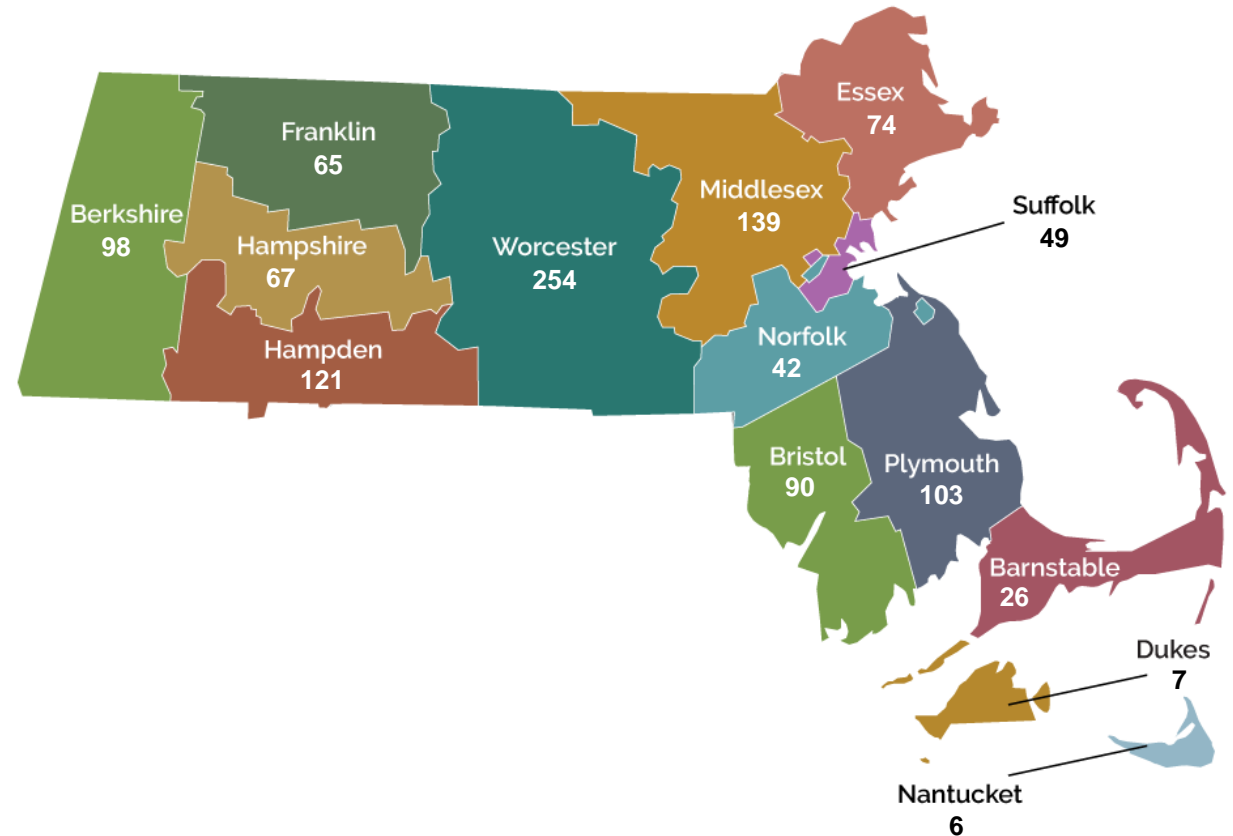 Essex
74
Franklin
65
Middlesex
139
Suffolk
49
Berkshire
98
Hampshire
67
Worcester
254
Norfolk
42
Hampden
121
Bristol
90
Plymouth
103
Barnstable
26
Dukes
7
Nantucket
6